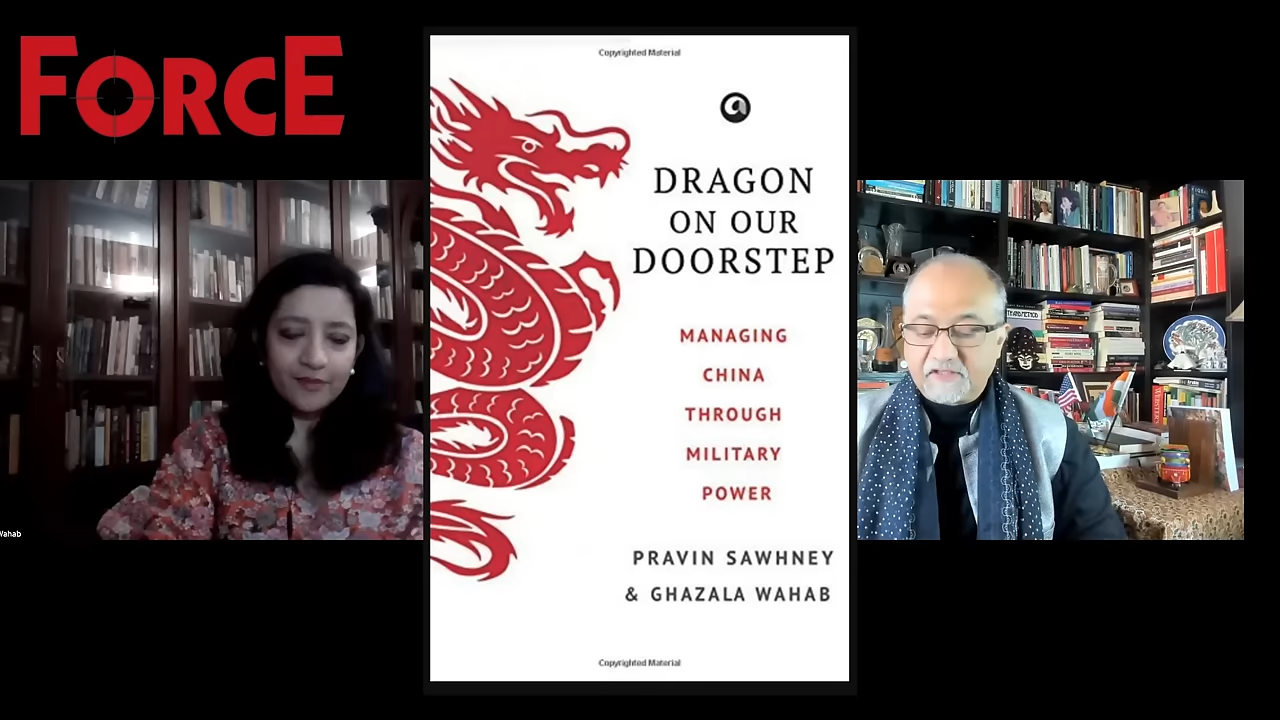 FORCE
Copyrighted Material
DRAGON
ON OUR
DOORSTEP
MANAGING
CHINA
THROUGH
MILITARY
POWER
PRAVIN SAWHNEY
& GHAZALA WAHAB
Copyrighted Material
Wahab